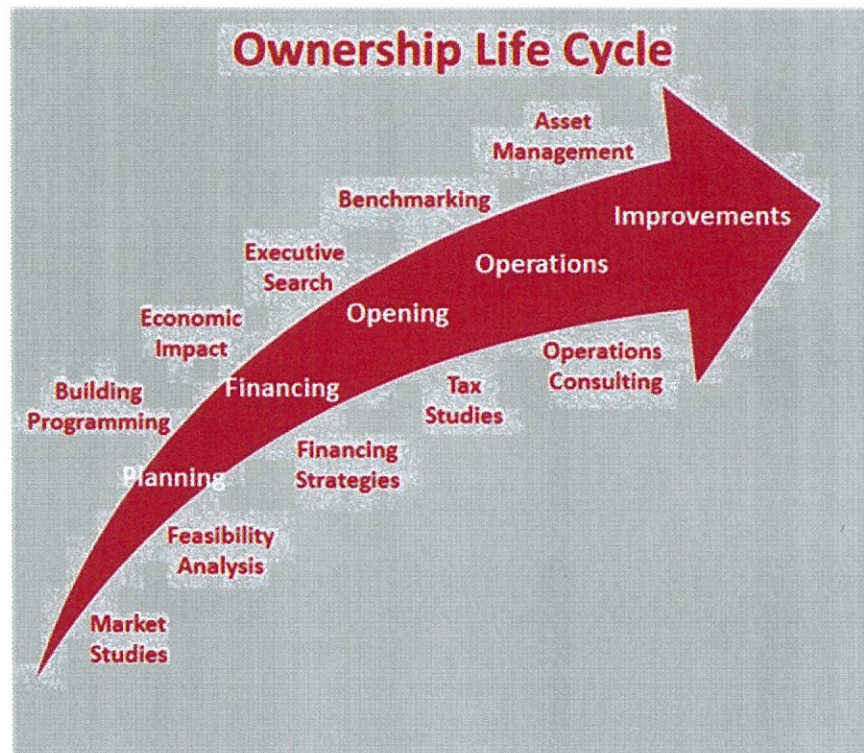 Ownership Life Cycle
Asset
Management
Benchmarking
Improvements
Executive
Search
Operations
Opening
Economic
Impact
Operations
Consulting
Building
Programming
Financing
Tax
Studies
Planning
Financing
Strategies
Feasibility
Analysis
Market
Studies